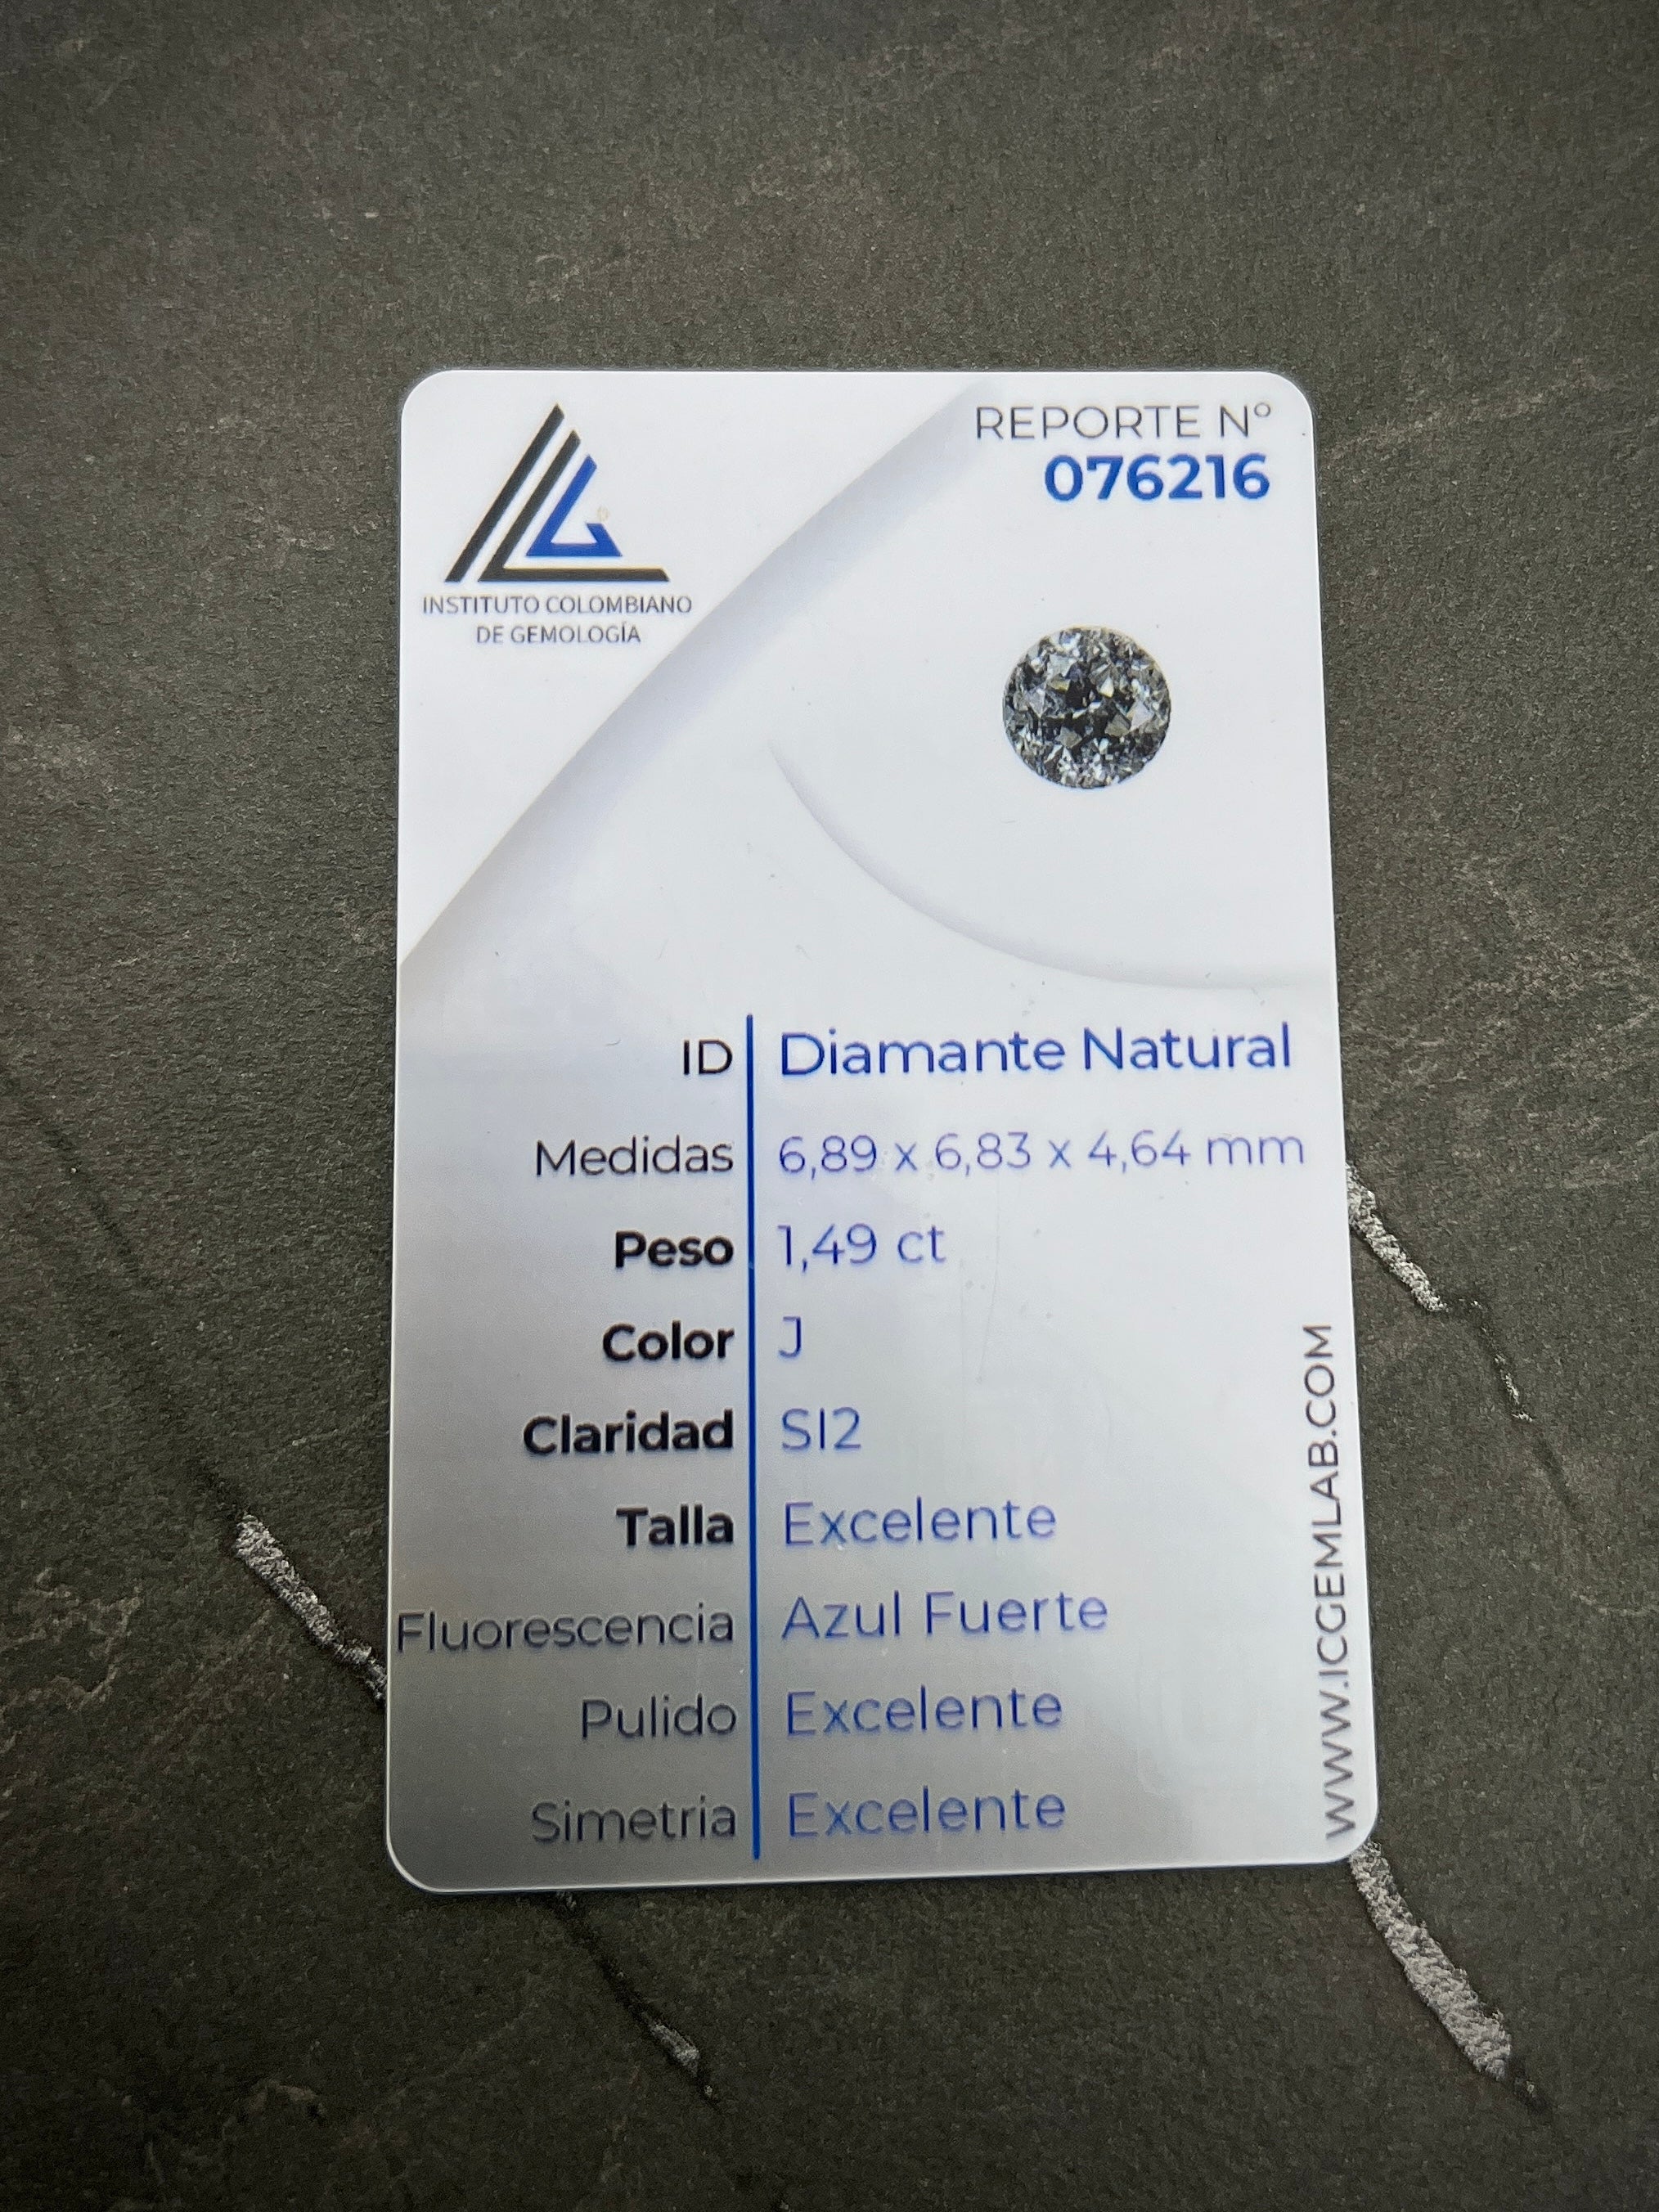 INSTITUTO COLOMBIANO
DE GEMOLOGÍA
REPORTE Nº
076216
ID Diamante Natural
Medidas 6,89 x 6,83 x 4,64 mm
Peso 1,49 ct
Color J
Claridad SI2
Talla Excelente
Fluorescencia Azul Fuerte
Pulido Excelente
Simetria Excelente
WWW.ICGEMLAB.COM